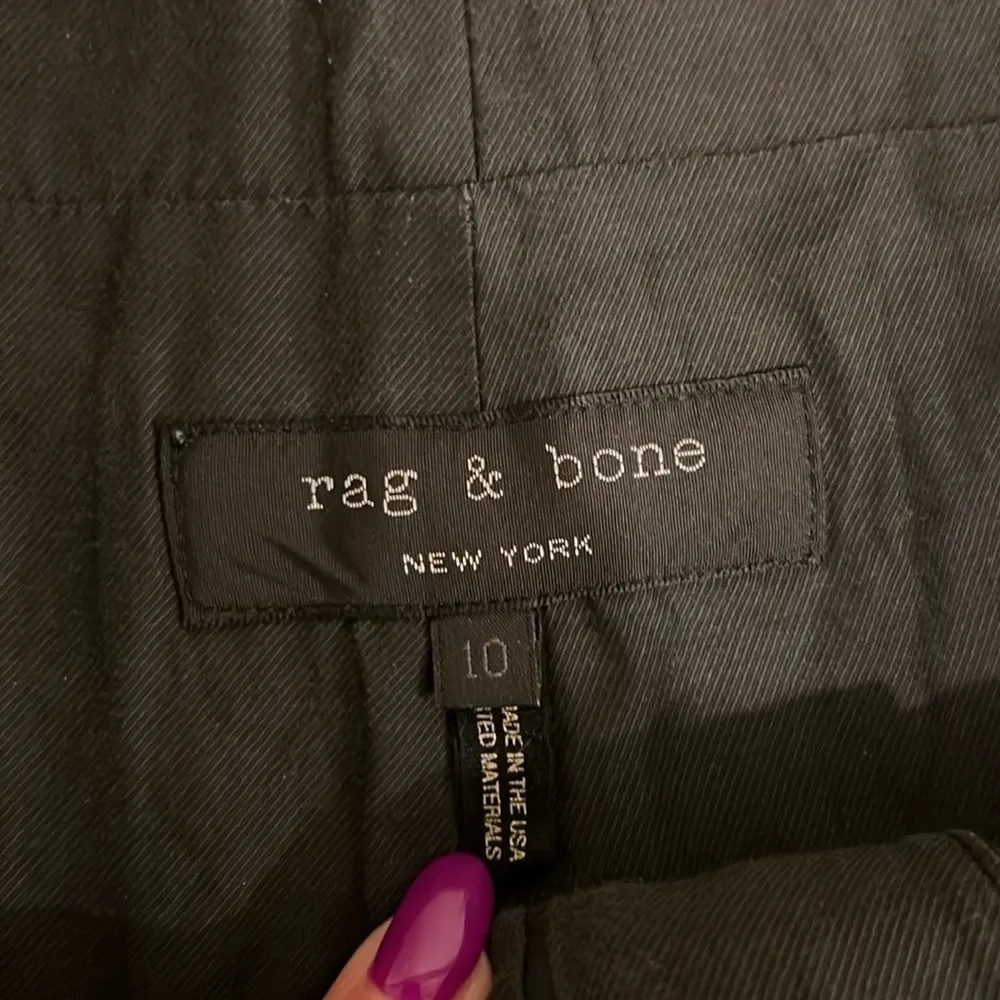 rag & bone
NEW YORK
10
MADE IN THE USA
MATERIALS